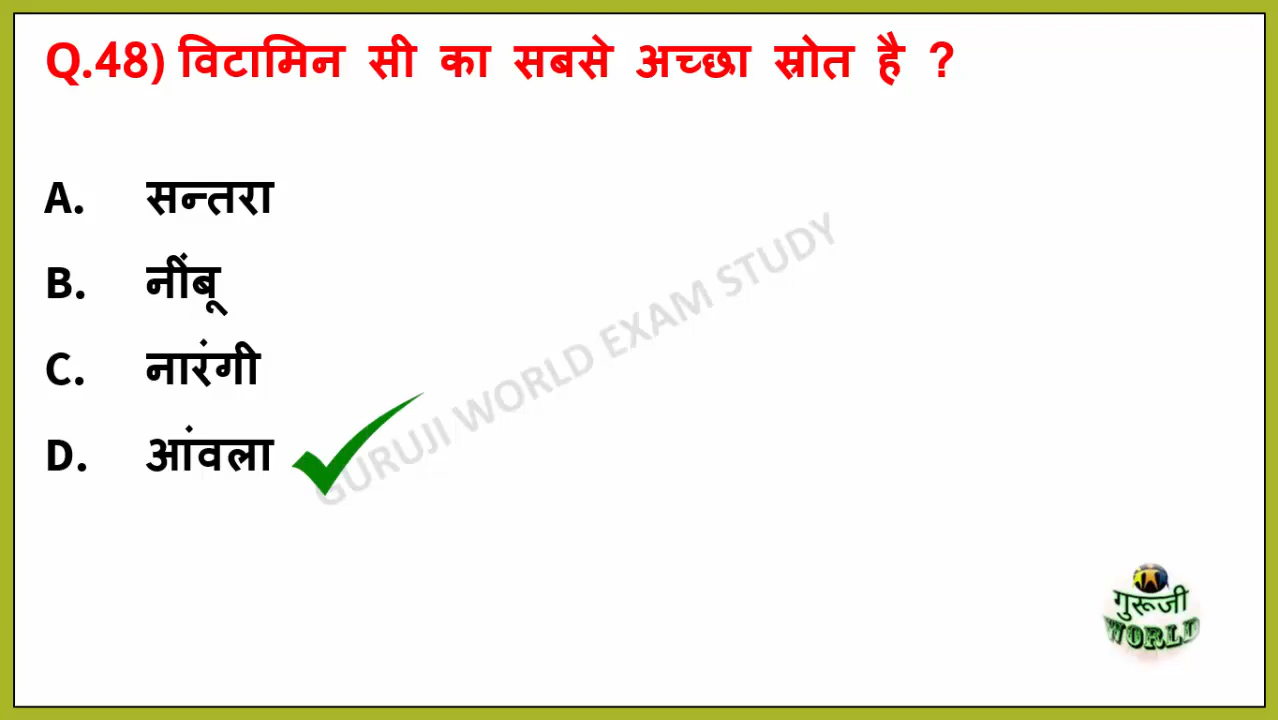 Q.48) विटामिन सी का सबसे अच्छा स्रोत है ?
A. सन्तरा
B. नींबू
C. नारंगी
D. आंवला
GURUJI WORLD EXAM STUDY
गुरूजी
WORLD